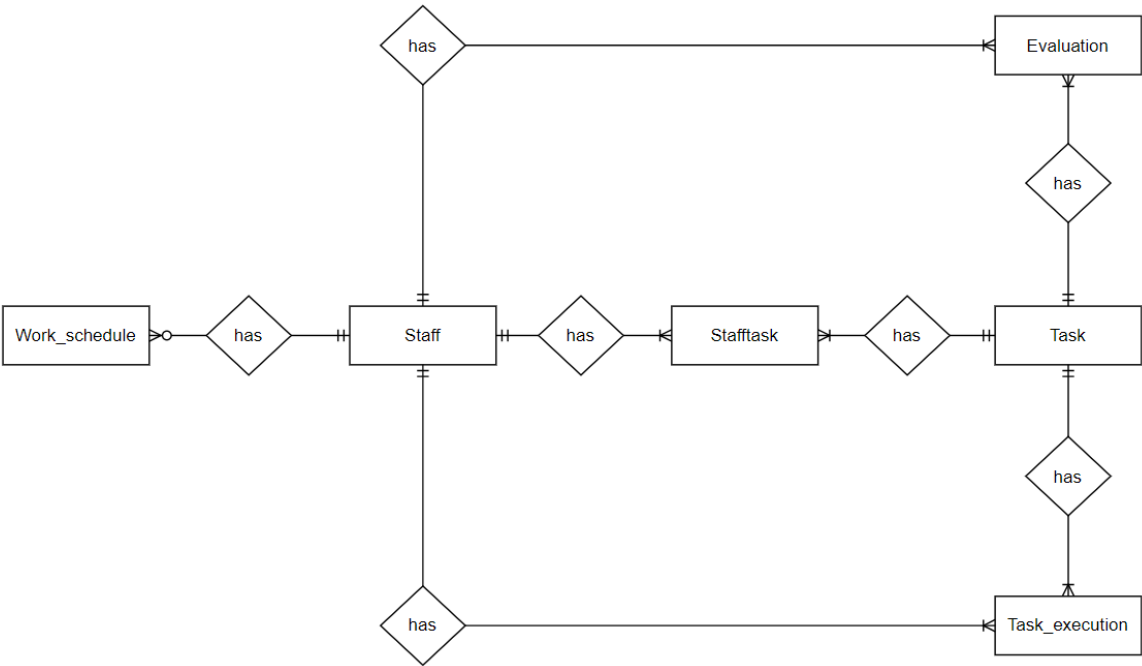 has
Evaluation
has
Work_schedule
has
Staff
has
Stafftask
has
Task
has
has
Task_execution